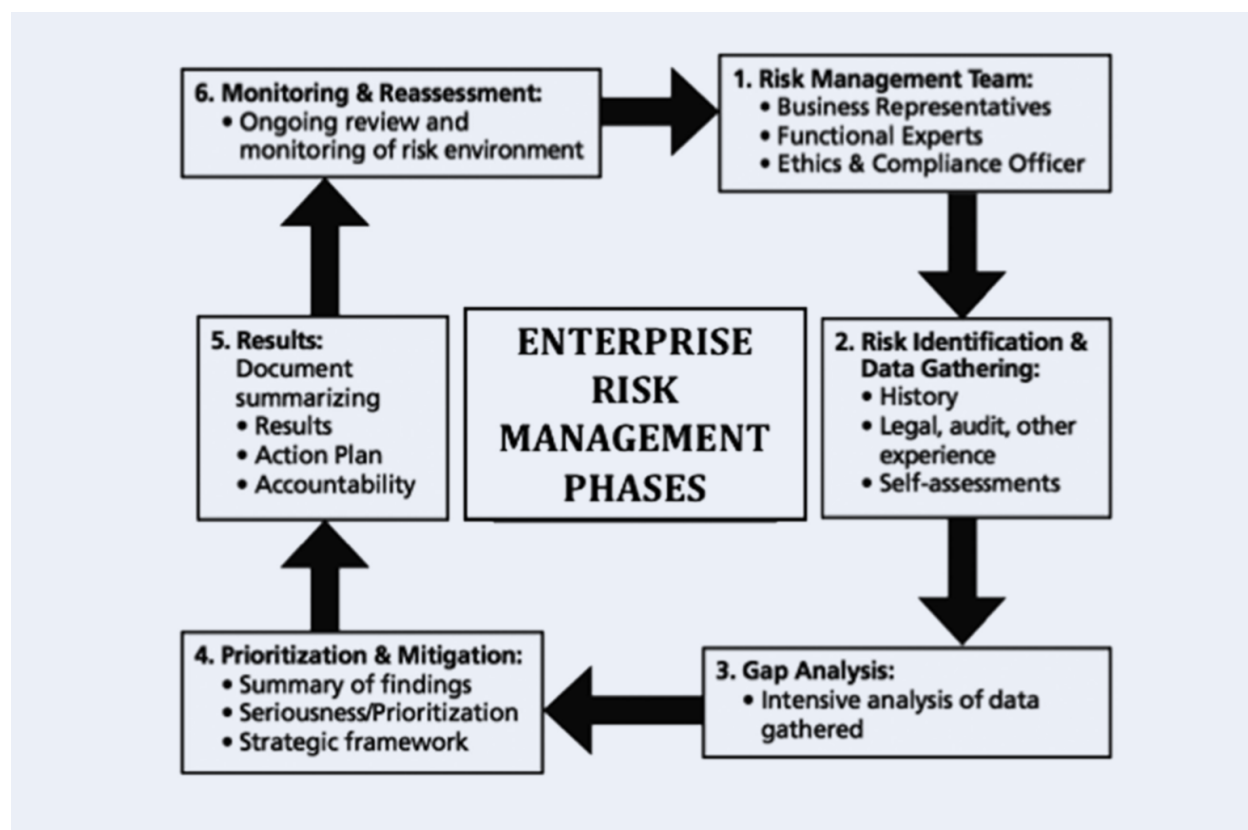 6. Monitoring & Reassessment:
• Ongoing review and
monitoring of risk environment
1. Risk Management Team:
• Business Representatives
• Functional Experts
• Ethics & Compliance Officer
5. Results:
Document
summarizing
• Results
• Action Plan
• Accountability
ENTERPRISE
RISK
MANAGEMENT
PHASES
2. Risk Identification &
Data Gathering:
• History
• Legal, audit, other
experience
• Self-assessments
4. Prioritization & Mitigation:
• Summary of findings
• Seriousness/Prioritization
• Strategic framework
3. Gap Analysis:
• Intensive analysis of data
gathered